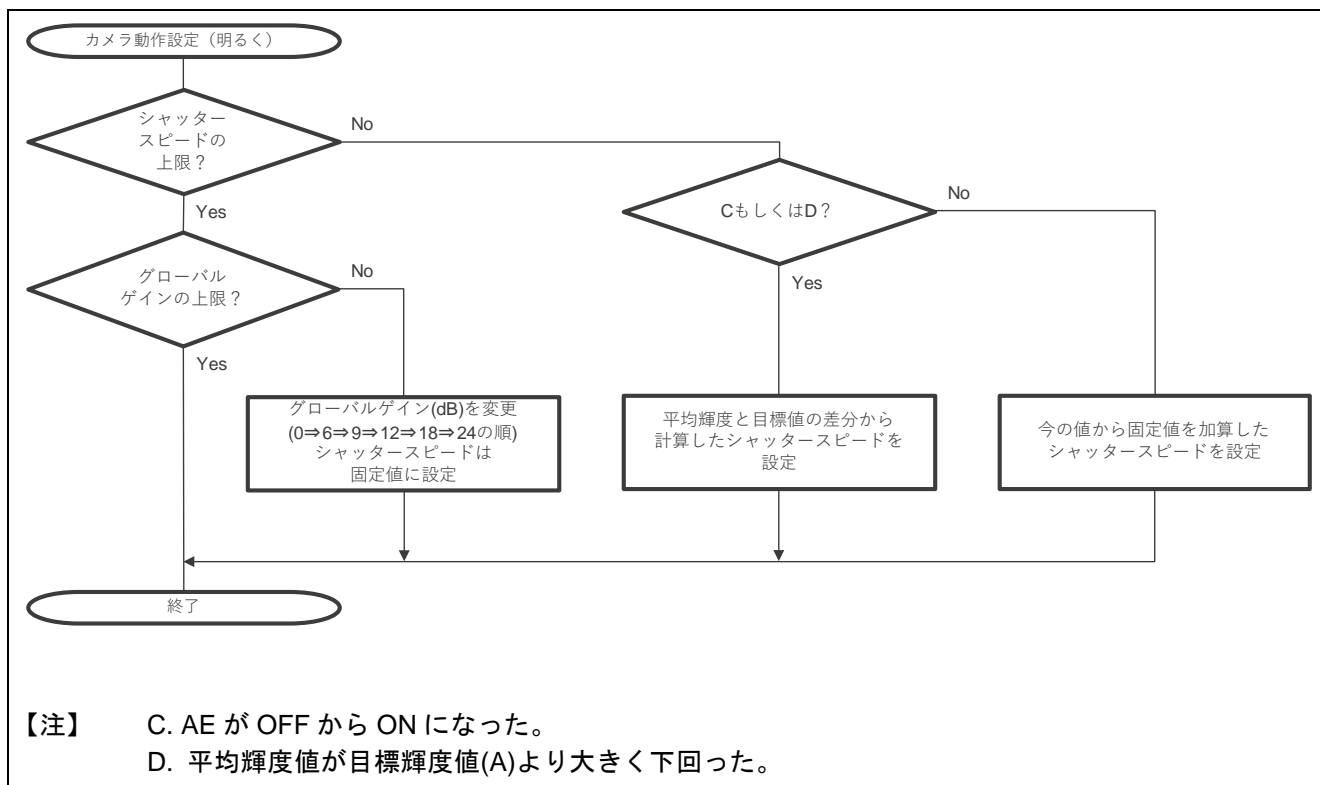 カメラ動作設定（明るく）
シャッター
スピードの
上限？
No
Yes
CもしくはD？
No
Yes
グローバル
ゲインの上限？
No
Yes
グローバルゲイン(dB)を変更
(0⇒6⇒9⇒12⇒18⇒24の順)
シャッタースピードは
固定値に設定
平均輝度と目標値の差分から
計算したシャッタースピードを
設定
今の値から固定値を加算した
シャッタースピードを設定
終了
【注】 C. AE が OFF から ON になった。
D. 平均輝度値が目標輝度値(A)より大きく下回った。